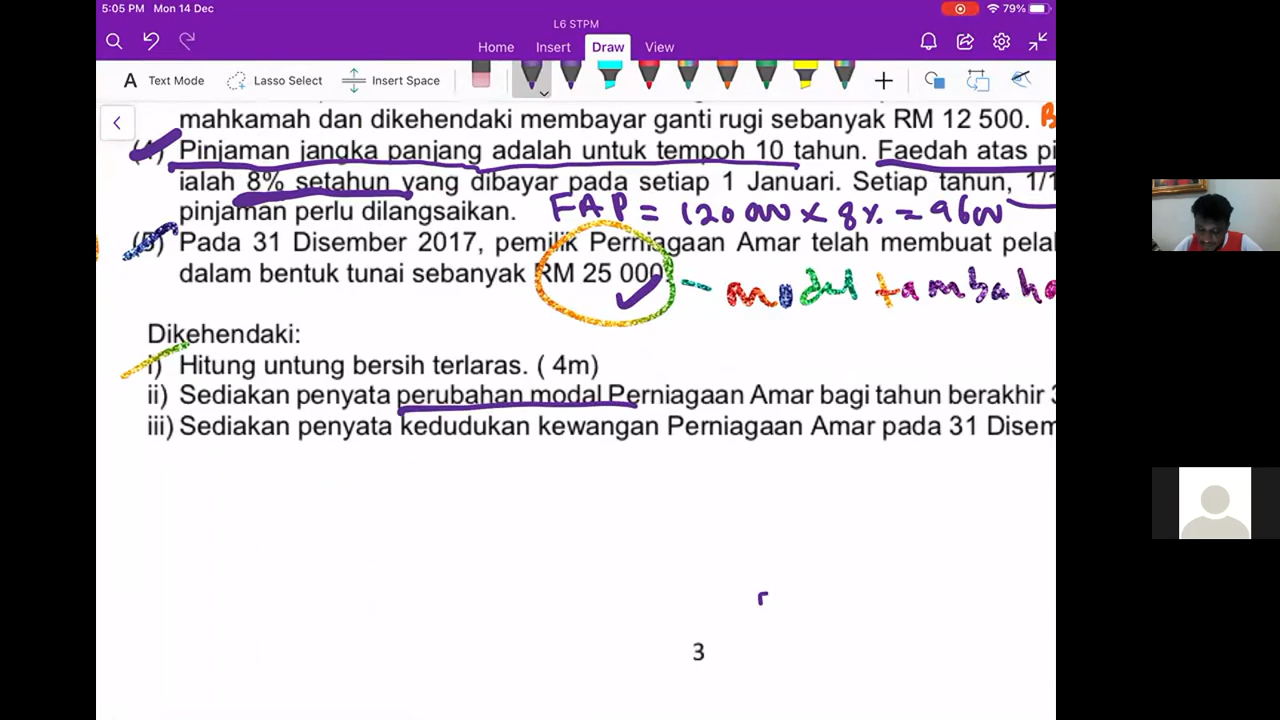 5:05 PM Mon 14 Dec
79%
L6 STPM
Home Insert Draw View
A Text Mode Lasso Select Insert Space
mahkamah dan dikehendaki membayar ganti rugi sebanyak RM 12 500.
(4) Pinjaman jangka panjang adalah untuk tempoh 10 tahun. Faedah atas pi
ialah 8% setahun yang dibayar pada setiap 1 Januari. Setiap tahun, 1/1
pinjaman perlu dilangsaikan. FAP = 120 000 x 8% = 9600
(5) Pada 31 Disember 2017, pemilik Perniagaan Amar telah membuat pela
dalam bentuk tunai sebanyak RM 25 000 - modal tambaha
Dikehendaki:
i) Hitung untung bersih terlaras. ( 4m)
ii) Sediakan penyata perubahan modal Perniagaan Amar bagi tahun berakhir 3
iii) Sediakan penyata kedudukan kewangan Perniagaan Amar pada 31 Disem
3